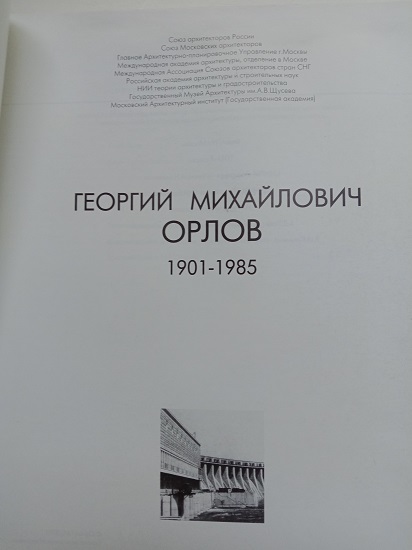 Союз архитекторов России
Союз Московских архитекторов
Главное Архитектурно-планировочное Управление г.Москвы
Международная академия архитектуры, отделение в Москве
Международная Ассоциация Союзов архитекторов стран СНГ
Российская академия архитектуры и строительных наук
НИИ теории архитектуры и градостроительства
Государственный Музей Архитектуры им.А.В.Щусева
Московский Архитектурный институт (Государственная академия)
ГЕОРГИЙ МИХАЙЛОВИЧ
ОРЛОВ
1901-1985